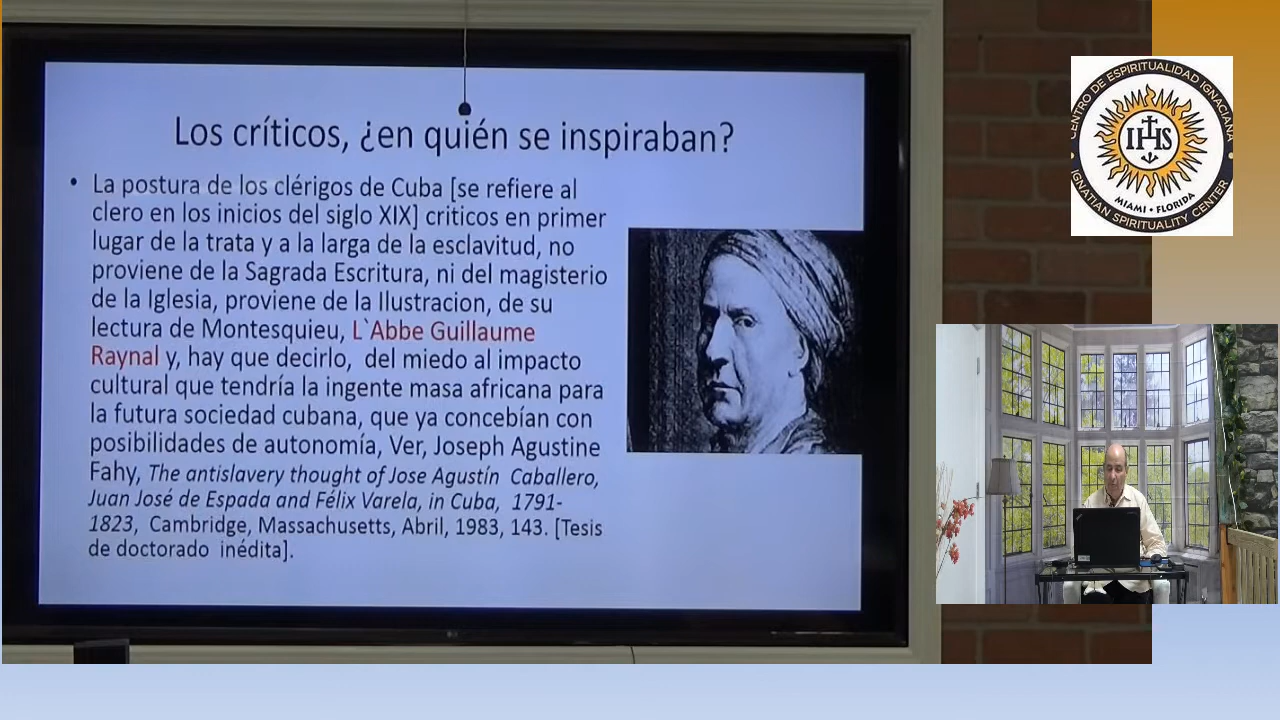 Los críticos, ¿en quién se inspiraban?
• La postura de los clérigos de Cuba [se refiere al
clero en los inicios del siglo XIX] criticos en primer
lugar de la trata y a la larga de la esclavitud, no
proviene de la Sagrada Escritura, ni del magisterio
de la Iglesia, proviene de la Ilustracion, de su
lectura de Montesquieu, L`Abbe Guillaume
Raynal y, hay que decirlo, del miedo al impacto
cultural que tendría la ingente masa africana para
la futura sociedad cubana, que ya concebían con
posibilidades de autonomía, Ver, Joseph Agustine
Fahy, The antislavery thought of Jose Agustín Caballero,
Juan José de Espada and Félix Varela, in Cuba, 1791-
1823, Cambridge, Massachusetts, Abril, 1983, 143. [Tesis
de doctorado inédita].
CENTRO DE ESPIRITUALIDAD IGNACIANA
IHS
MIAMI • FLORIDA
IGNATIAN SPIRITUALITY CENTER
LG